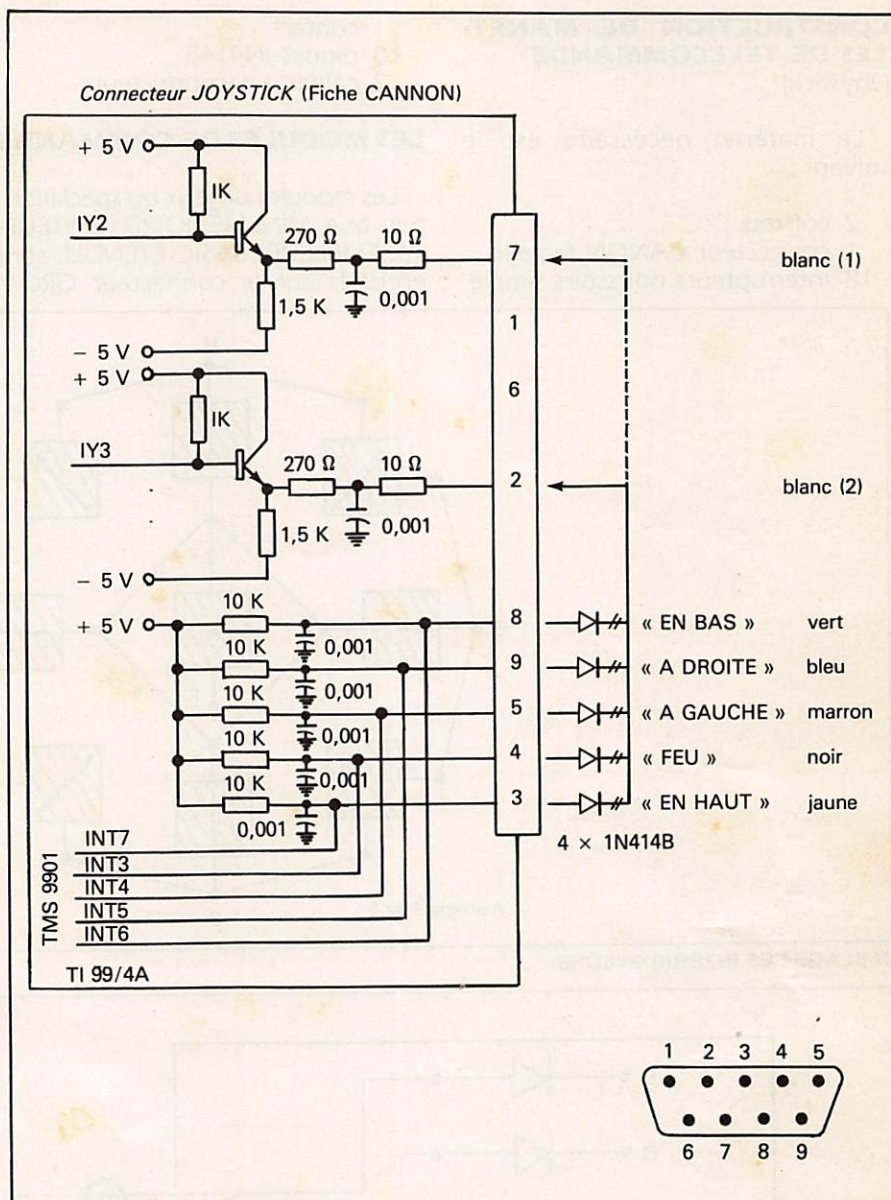 Connecteur JOYSTICK (Fiche CANNON)
+ 5 V
1K
IY2
270 Ω 10 Ω
7 blanc (1)
1,5 K 0,001
1
- 5 V
+ 5 V
6
1K
IY3
270 Ω 10 Ω
2 blanc (2)
1,5 K 0,001
- 5 V
+ 5 V 10 K 8 « EN BAS » vert
0,001
10 K 9 « A DROITE » bleu
0,001
10 K 5 « A GAUCHE » marron
0,001
10 K 4 « FEU » noir
0,001
10 K 3 « EN HAUT » jaune
0,001
4 × 1N414B
TMS 9901
INT7
INT3
INT4
INT5
INT6
TI 99/4A
1 2 3 4 5
6 7 8 9